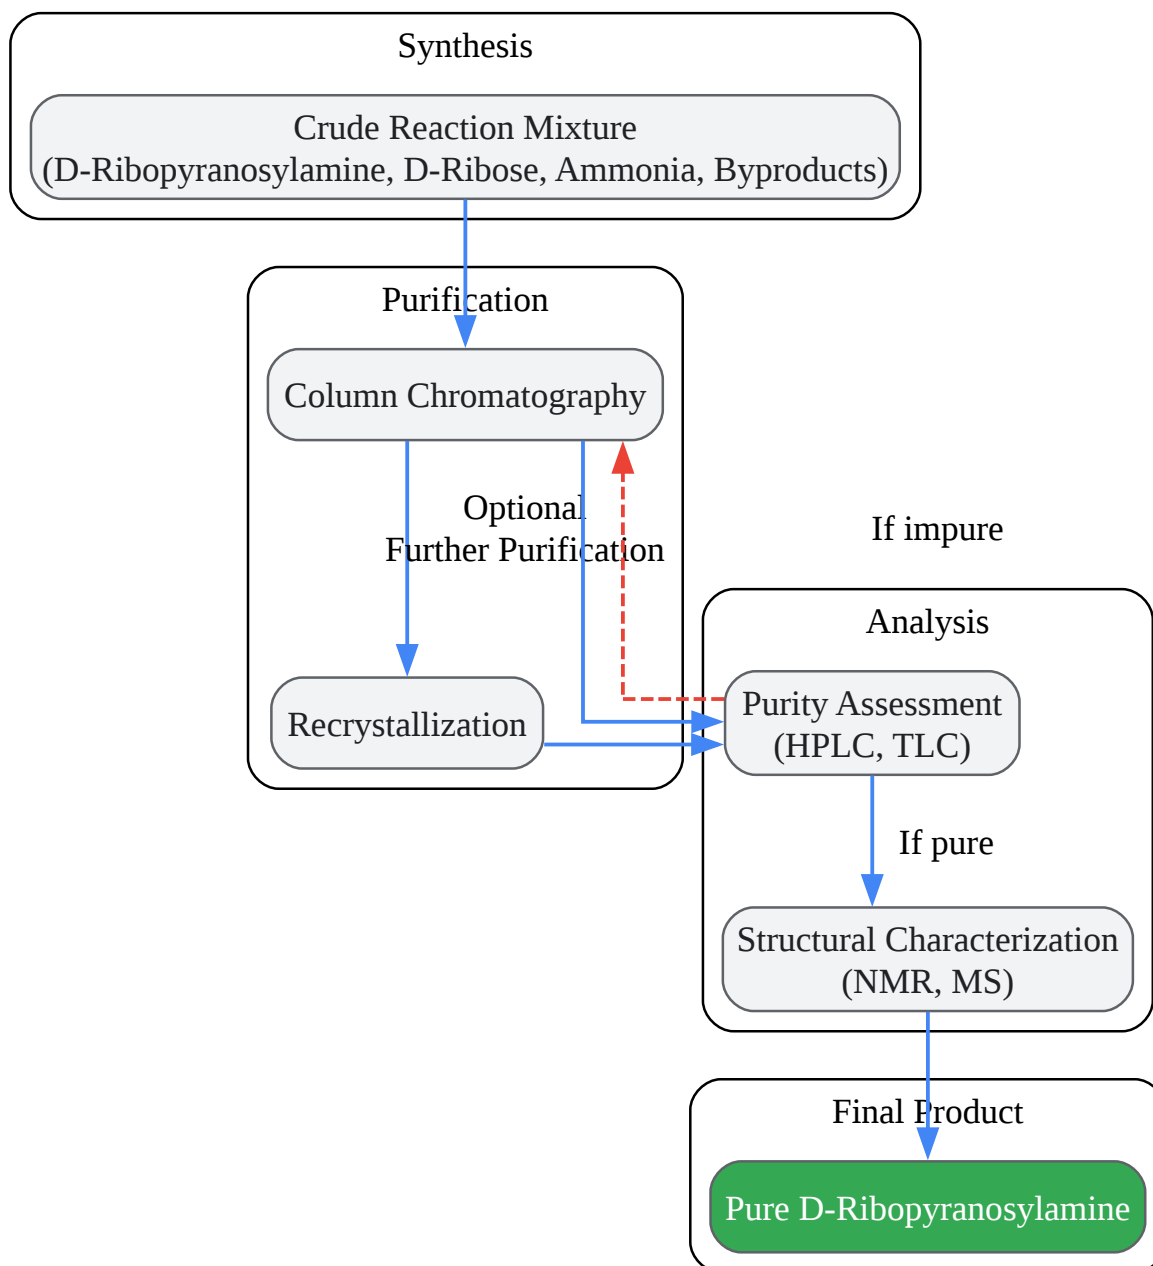 Synthesis
Crude Reaction Mixture
(D-Ribopyranosylamine, D-Ribose, Ammonia, Byproducts)
Purification
Column Chromatography
Optional
Further Purification
If impure
Analysis
Recrystallization
Purity Assessment
(HPLC, TLC)
If pure
Structural Characterization
(NMR, MS)
Final Product
Pure D-Ribopyranosylamine